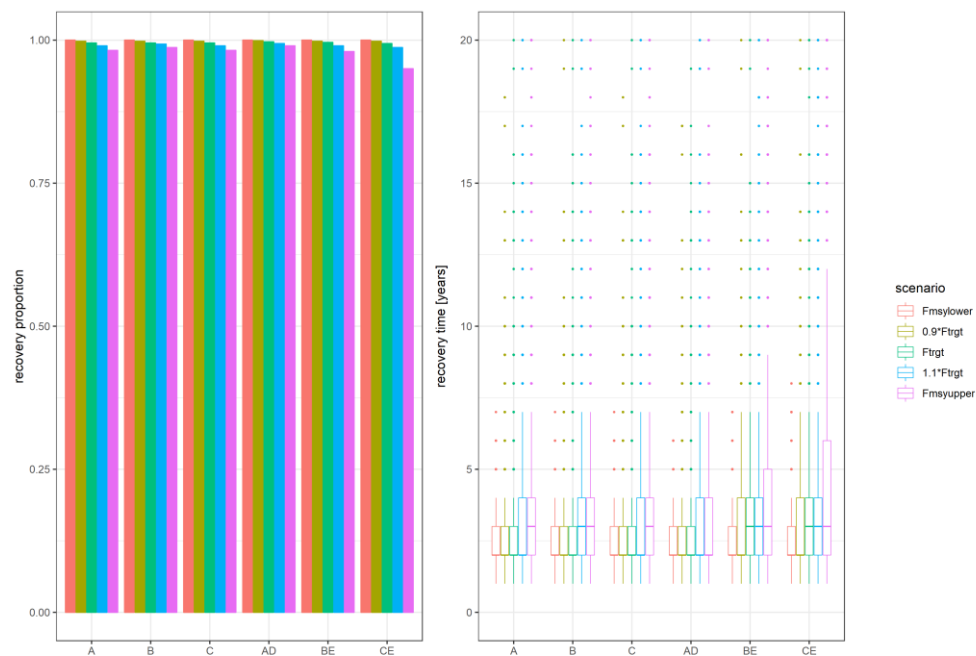 recovery proportion
1.00
0.75
0.50
0.25
0.00
A B C AD BE CE
recovery time [years]
20
15
10
5
0
A B C AD BE CE
scenario
Fmsylower
0.9*Ftrgt
Ftrgt
1.1*Ftrgt
Fmsyupper